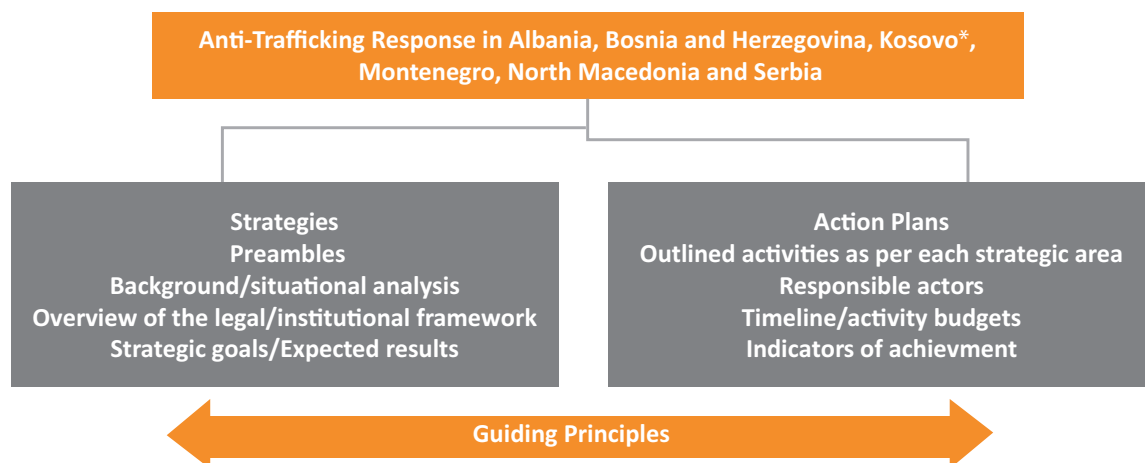 Anti-Trafficking Response in Albania, Bosnia and Herzegovina, Kosovo*,
Montenegro, North Macedonia and Serbia
Strategies
Preambles
Background/situational analysis
Overview of the legal/institutional framework
Strategic goals/Expected results
Action Plans
Outlined activities as per each strategic area
Responsible actors
Timeline/activity budgets
Indicators of achievment
Guiding Principles